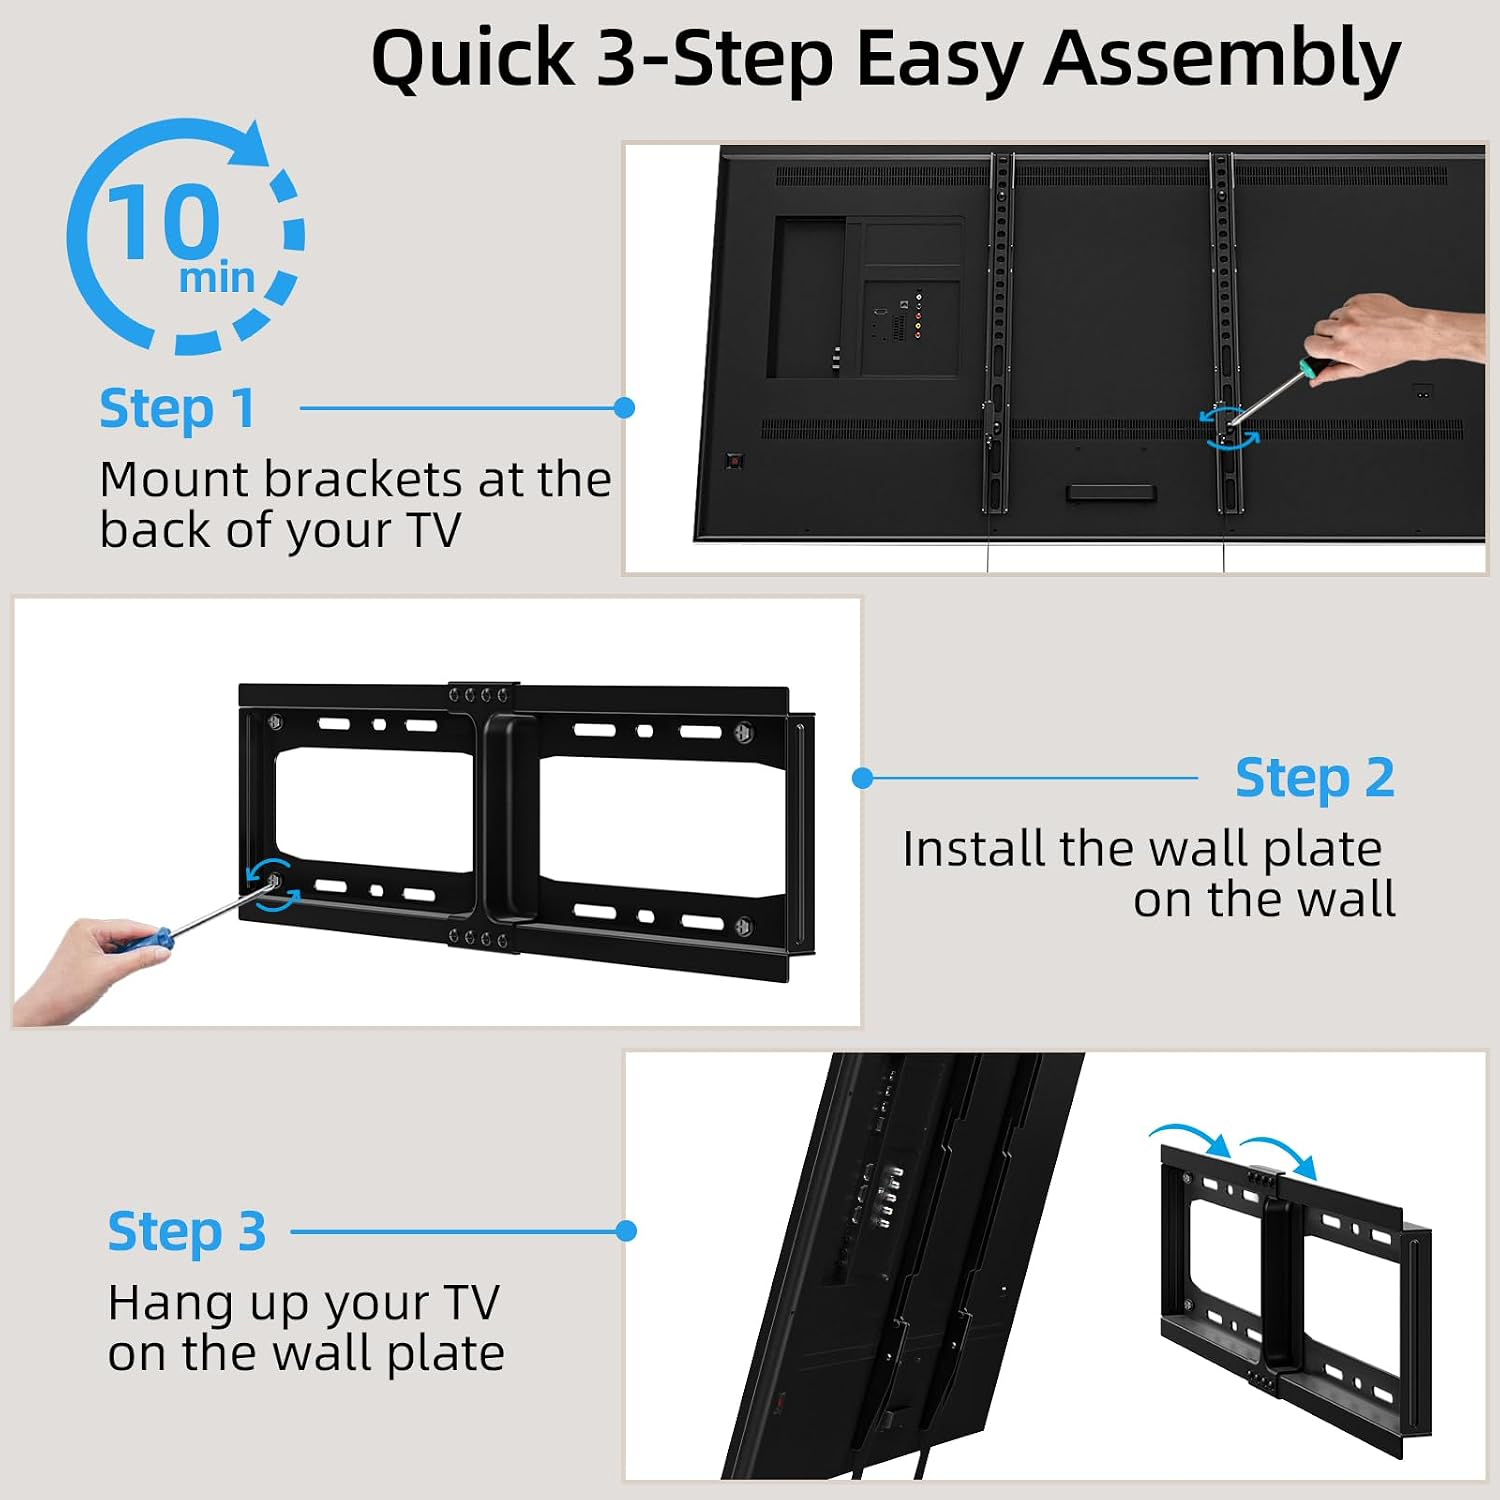 Quick 3-Step Easy Assembly
10
min
Step 1
Mount brackets at the
back of your TV
Step 2
Install the wall plate
on the wall
Step 3
Hang up your TV
on the wall plate